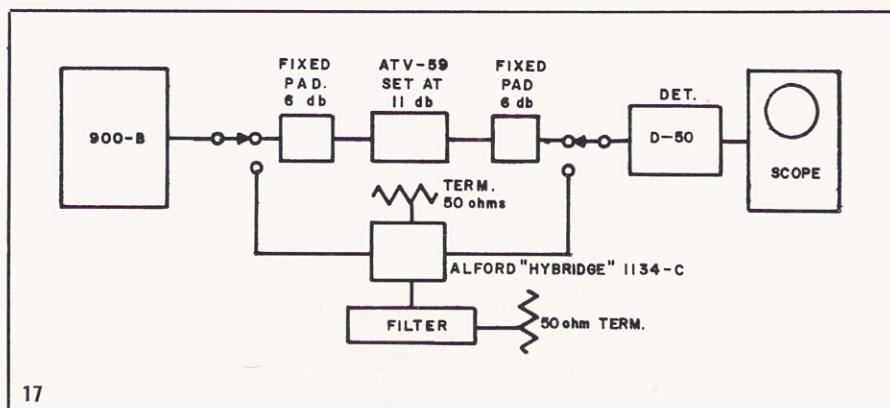 FIXED
PAD.
6 db
ATV-59
SET AT
11 db
FIXED
PAD
6 db
DET.
900-B
D-50
SCOPE
TERM.
50 ohms
ALFORD "HYBRIDGE" 1134-C
FILTER
50 ohm TERM.
17